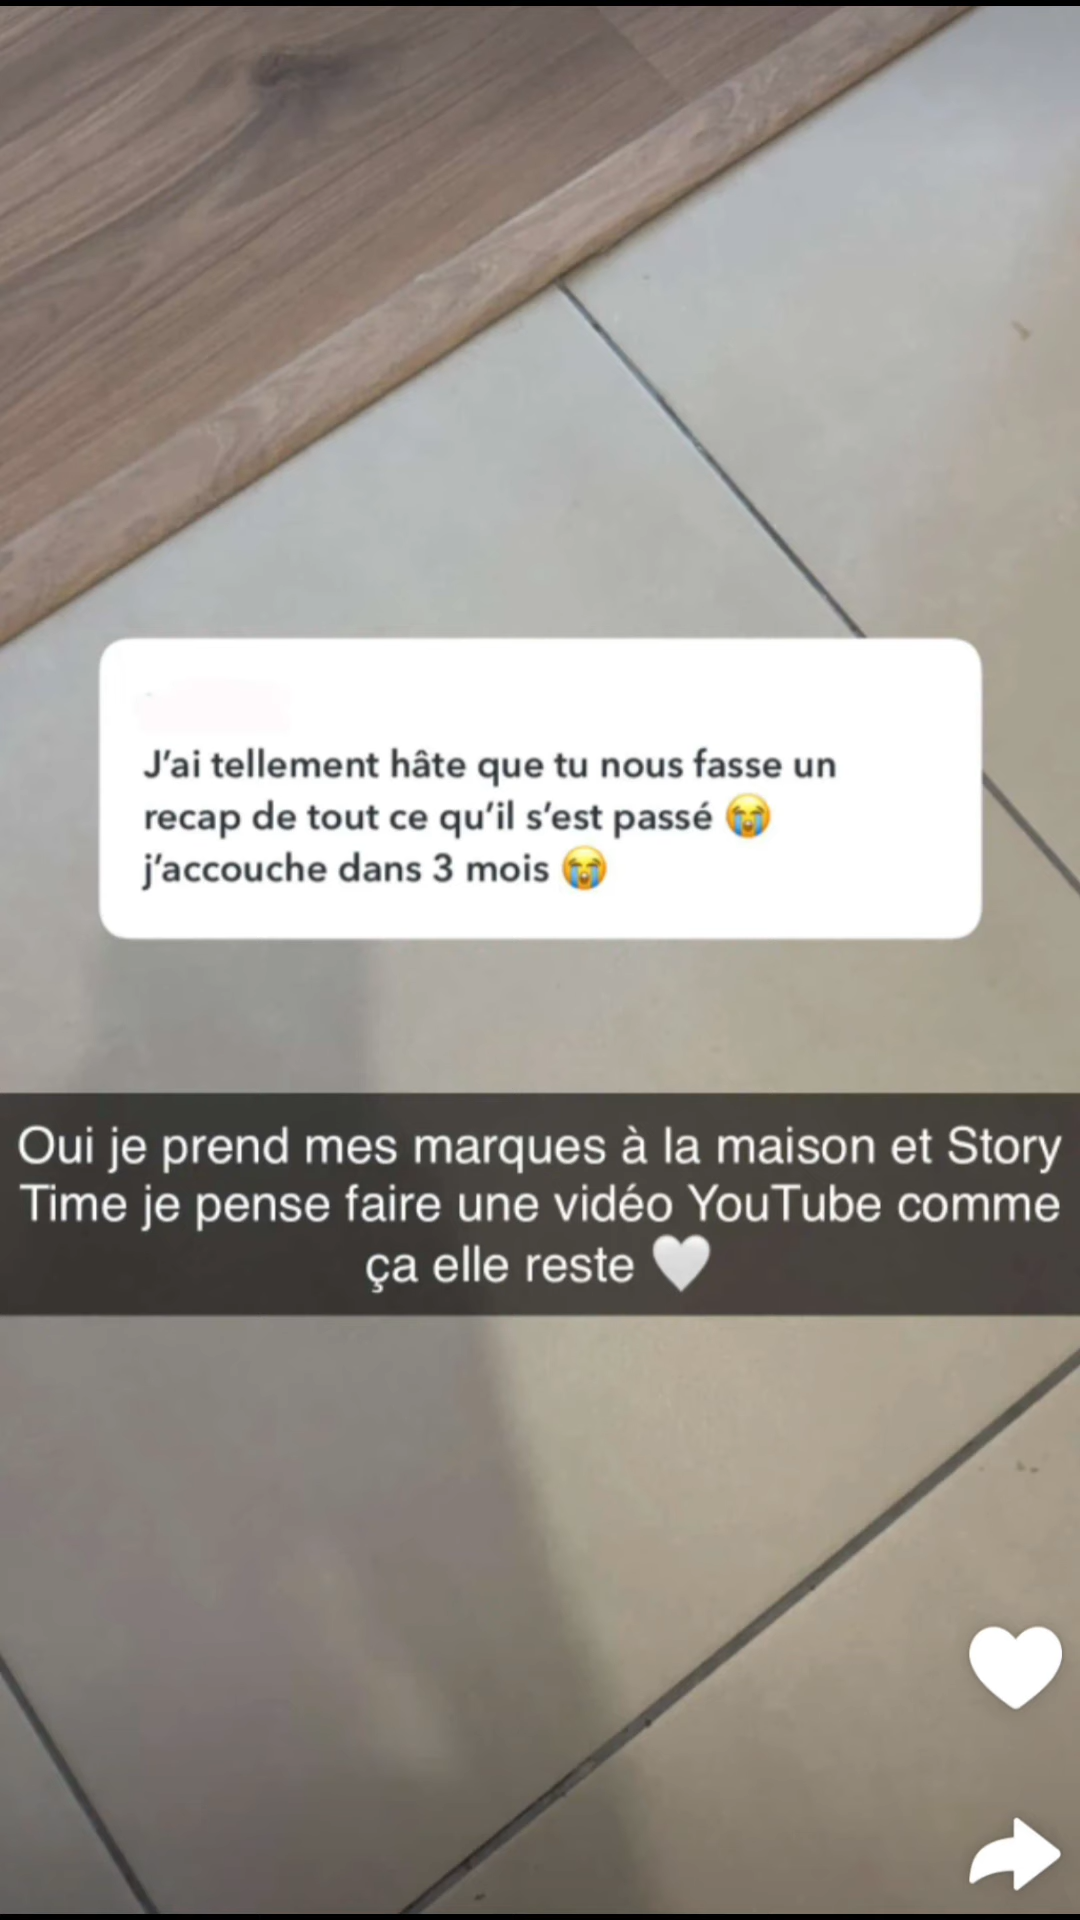 J'ai tellement hâte que tu nous fasse un
recap de tout ce qu'il s'est passé 😭
j'accouche dans 3 mois 😭
Oui je prend mes marques à la maison et Story
Time je pense faire une vidéo YouTube comme
ça elle reste 🤍